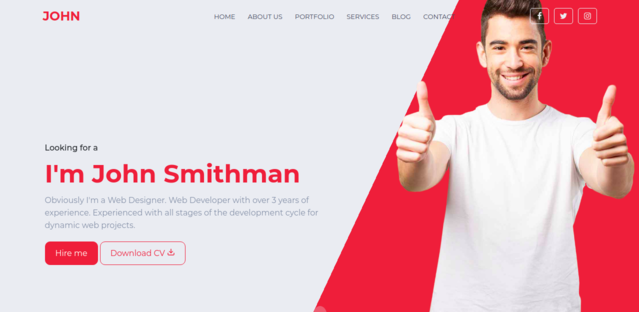 JOHN
HOME ABOUT US PORTFOLIO SERVICES BLOG CONTACT
Looking for a
I'm John Smithman
Obviously I'm a Web Designer. Web Developer with over 3 years of
experience. Experienced with all stages of the development cycle for
dynamic web projects.
Hire me Download CV